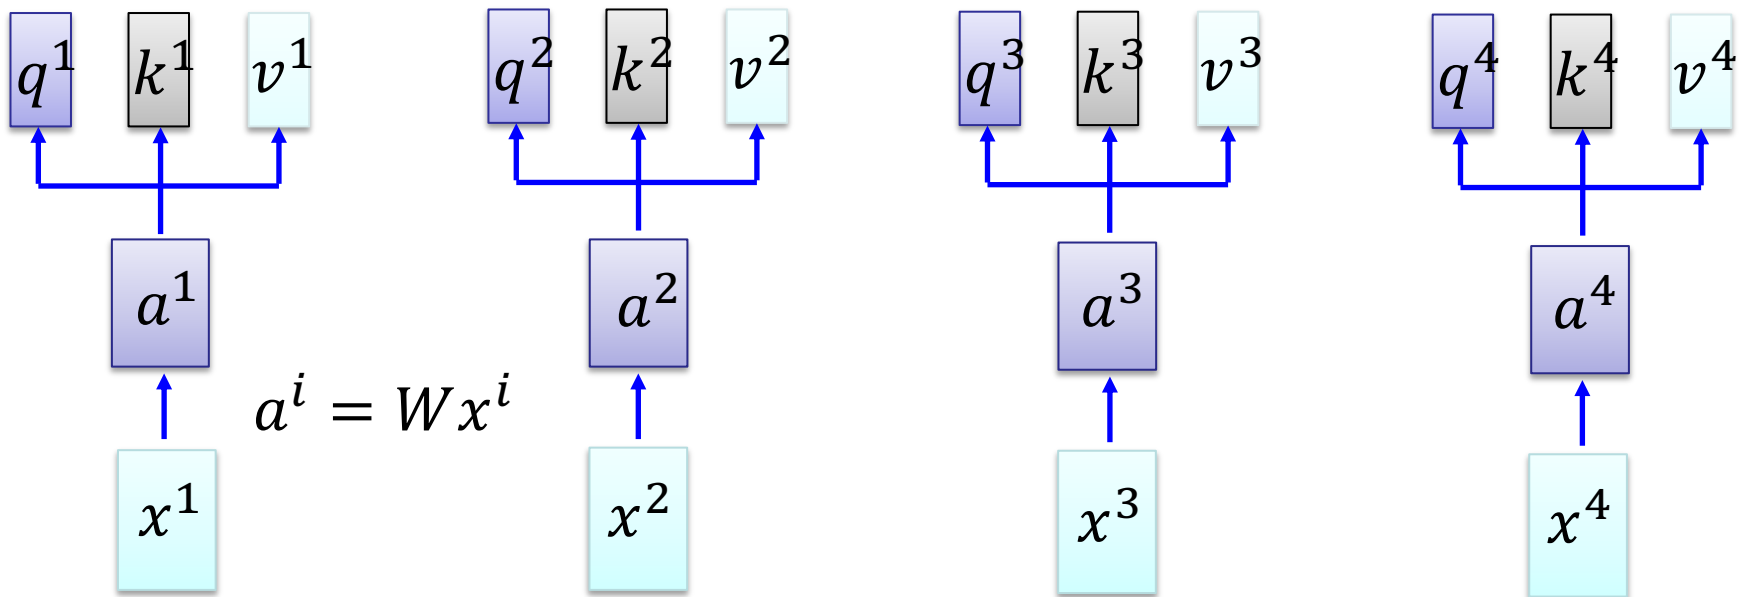 q¹ k¹ v¹ q² k² v² q³ k³ v³ q⁴ k⁴ v⁴
a¹ a² a³ a⁴
aⁱ = Wxⁱ
x¹ x² x³ x⁴